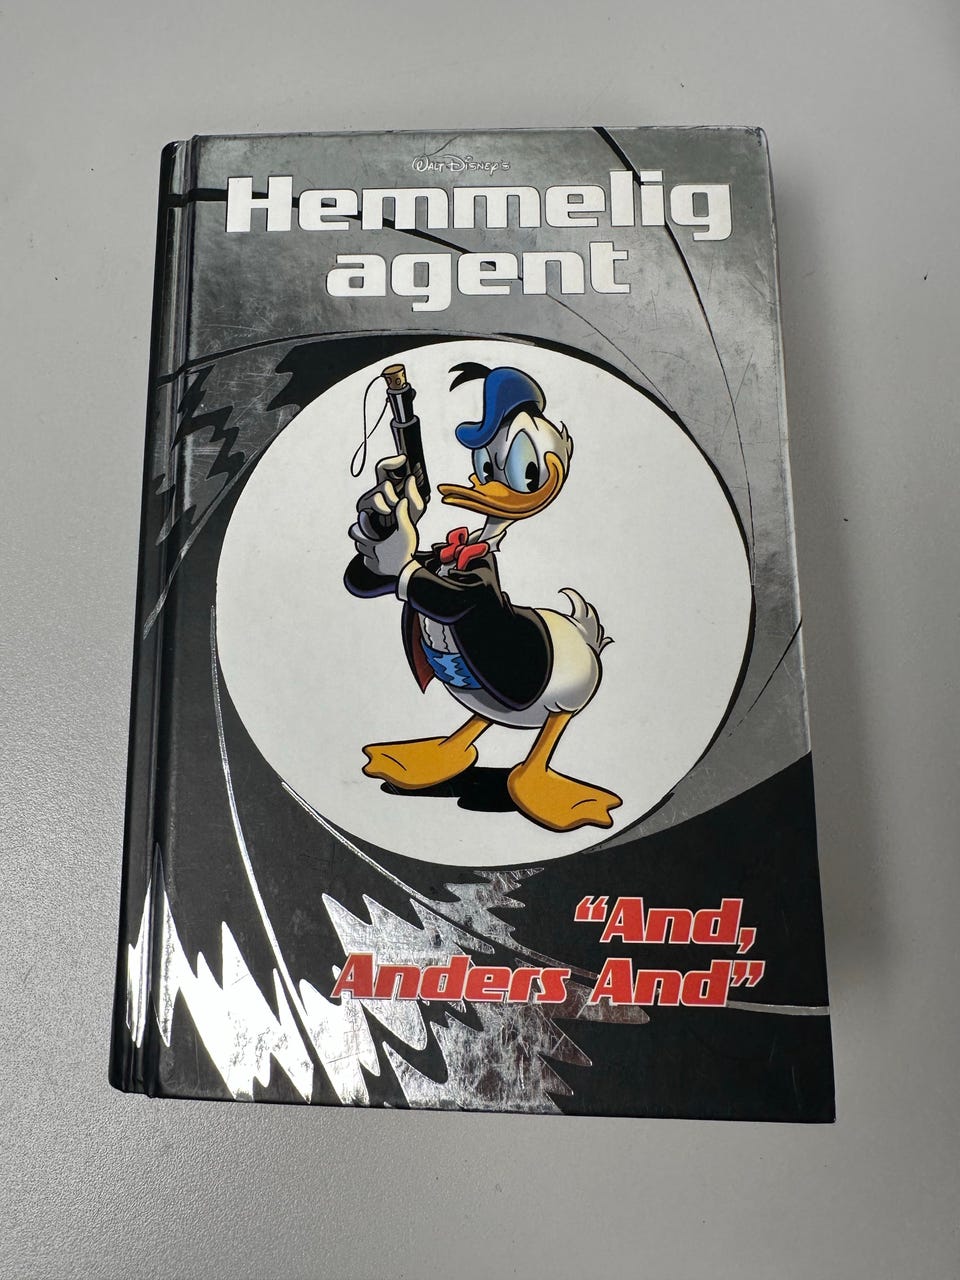 Walt Disney's
Hemmelig
agent
“And,
Anders And”